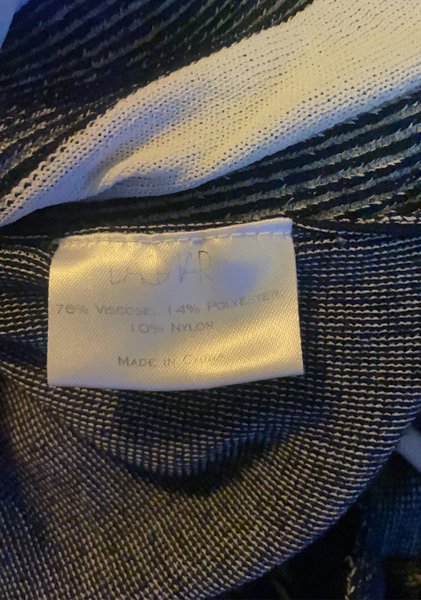 76% VISCOSE, 14% POLYESTER,
10% NYLON
MADE IN CHINA